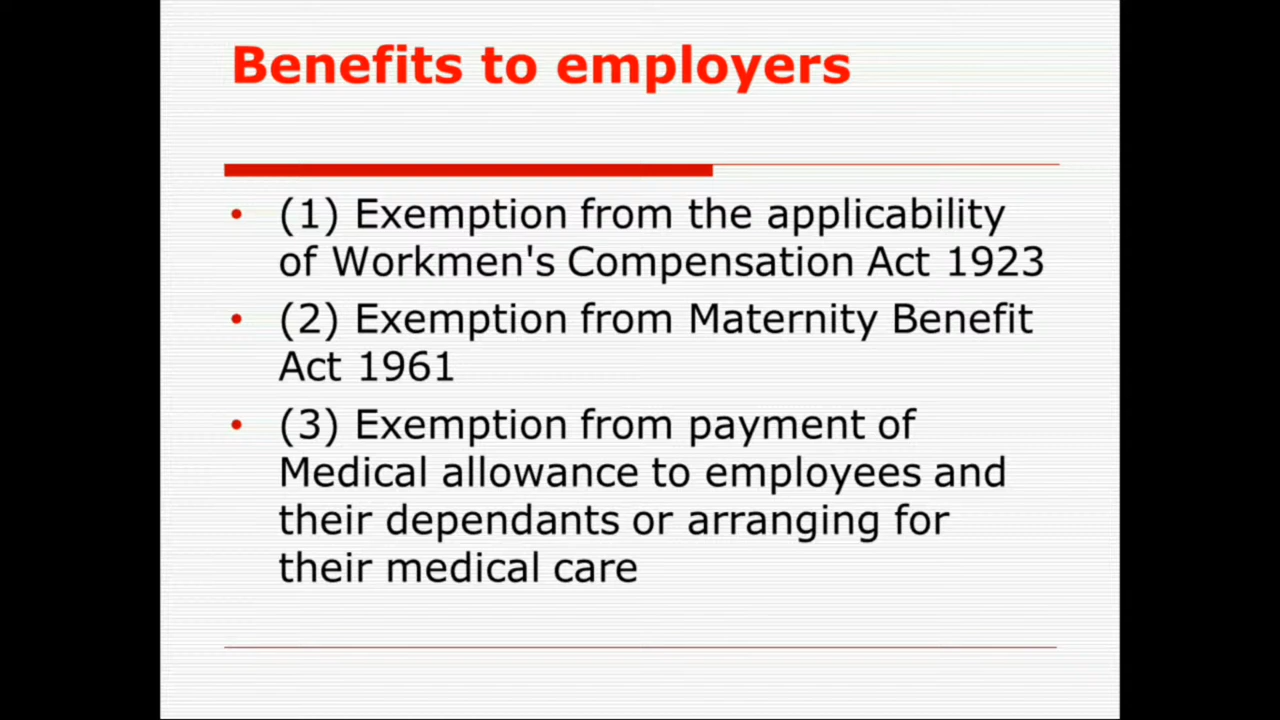 Benefits to employers
• (1) Exemption from the applicability
of Workmen's Compensation Act 1923
• (2) Exemption from Maternity Benefit
Act 1961
• (3) Exemption from payment of
Medical allowance to employees and
their dependants or arranging for
their medical care